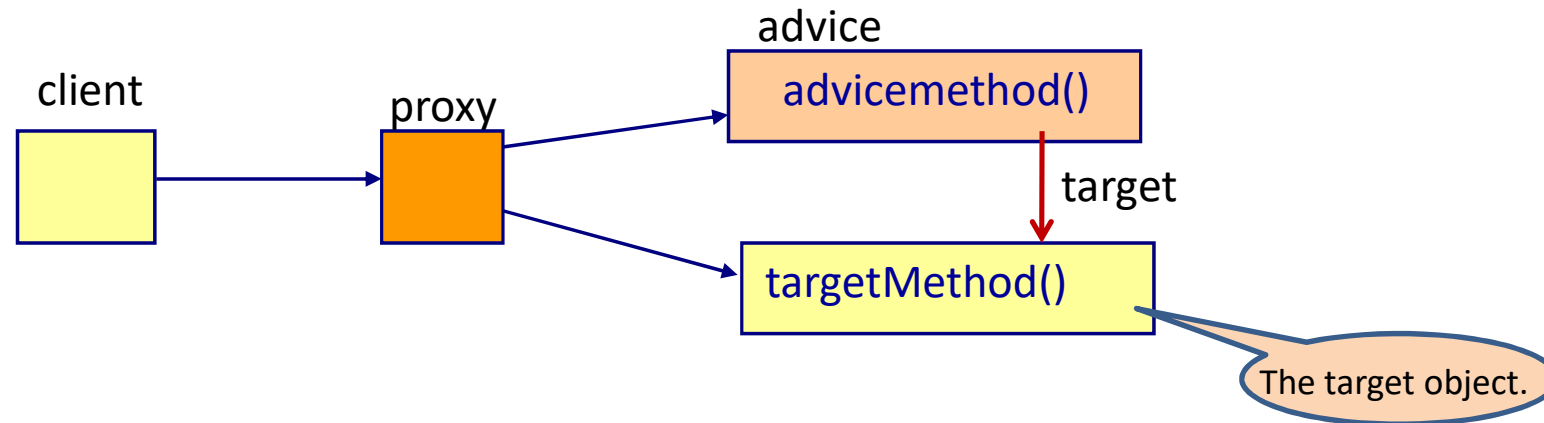 client
proxy
advice
advicemethod()
target
targetMethod()
The target object.